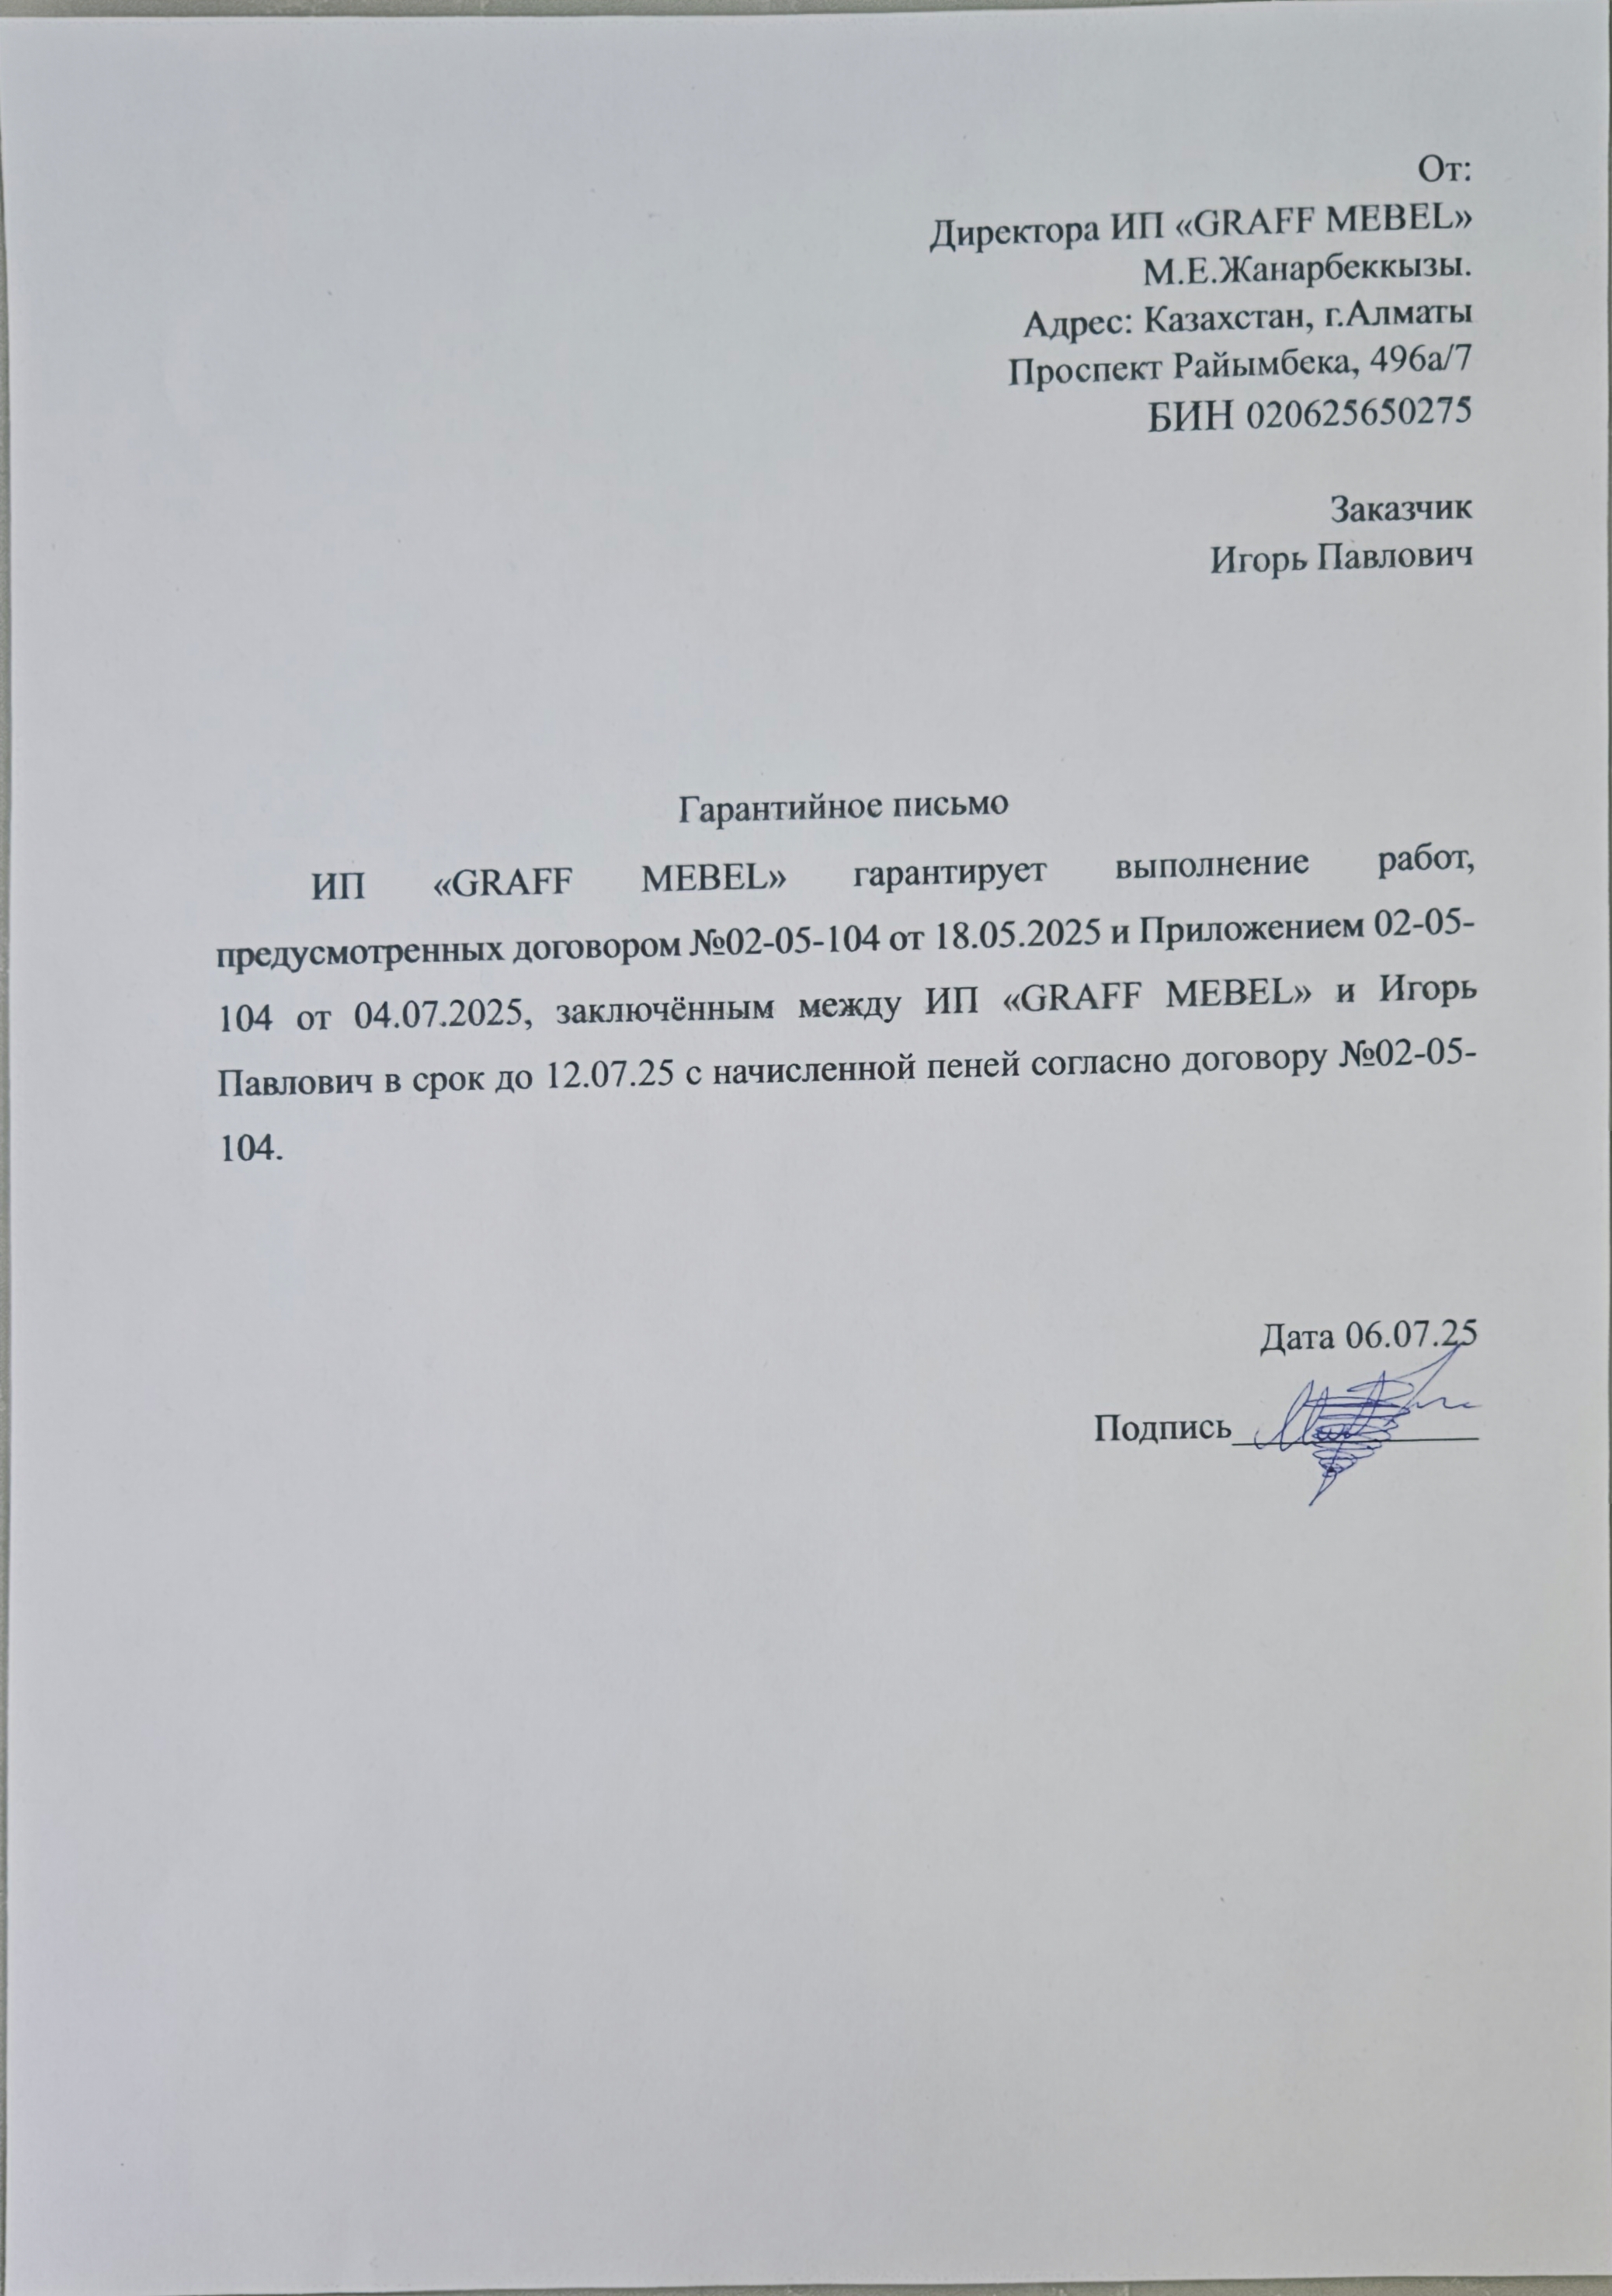 От:
Директора ИП «GRAFF MEBEL»
М.Е.Жанарбеккызы.
Адрес: Казахстан, г.Алматы
Проспект Райымбека, 496а/7
БИН 020625650275
Заказчик
Игорь Павлович
Гарантийное письмо
ИП «GRAFF MEBEL» гарантирует выполнение работ,
предусмотренных договором №02-05-104 от 18.05.2025 и Приложением 02-05-
104 от 04.07.2025, заключённым между ИП «GRAFF MEBEL» и Игорь
Павлович в срок до 12.07.25 с начисленной пеней согласно договору №02-05-
104.
Дата 06.07.25
Подпись